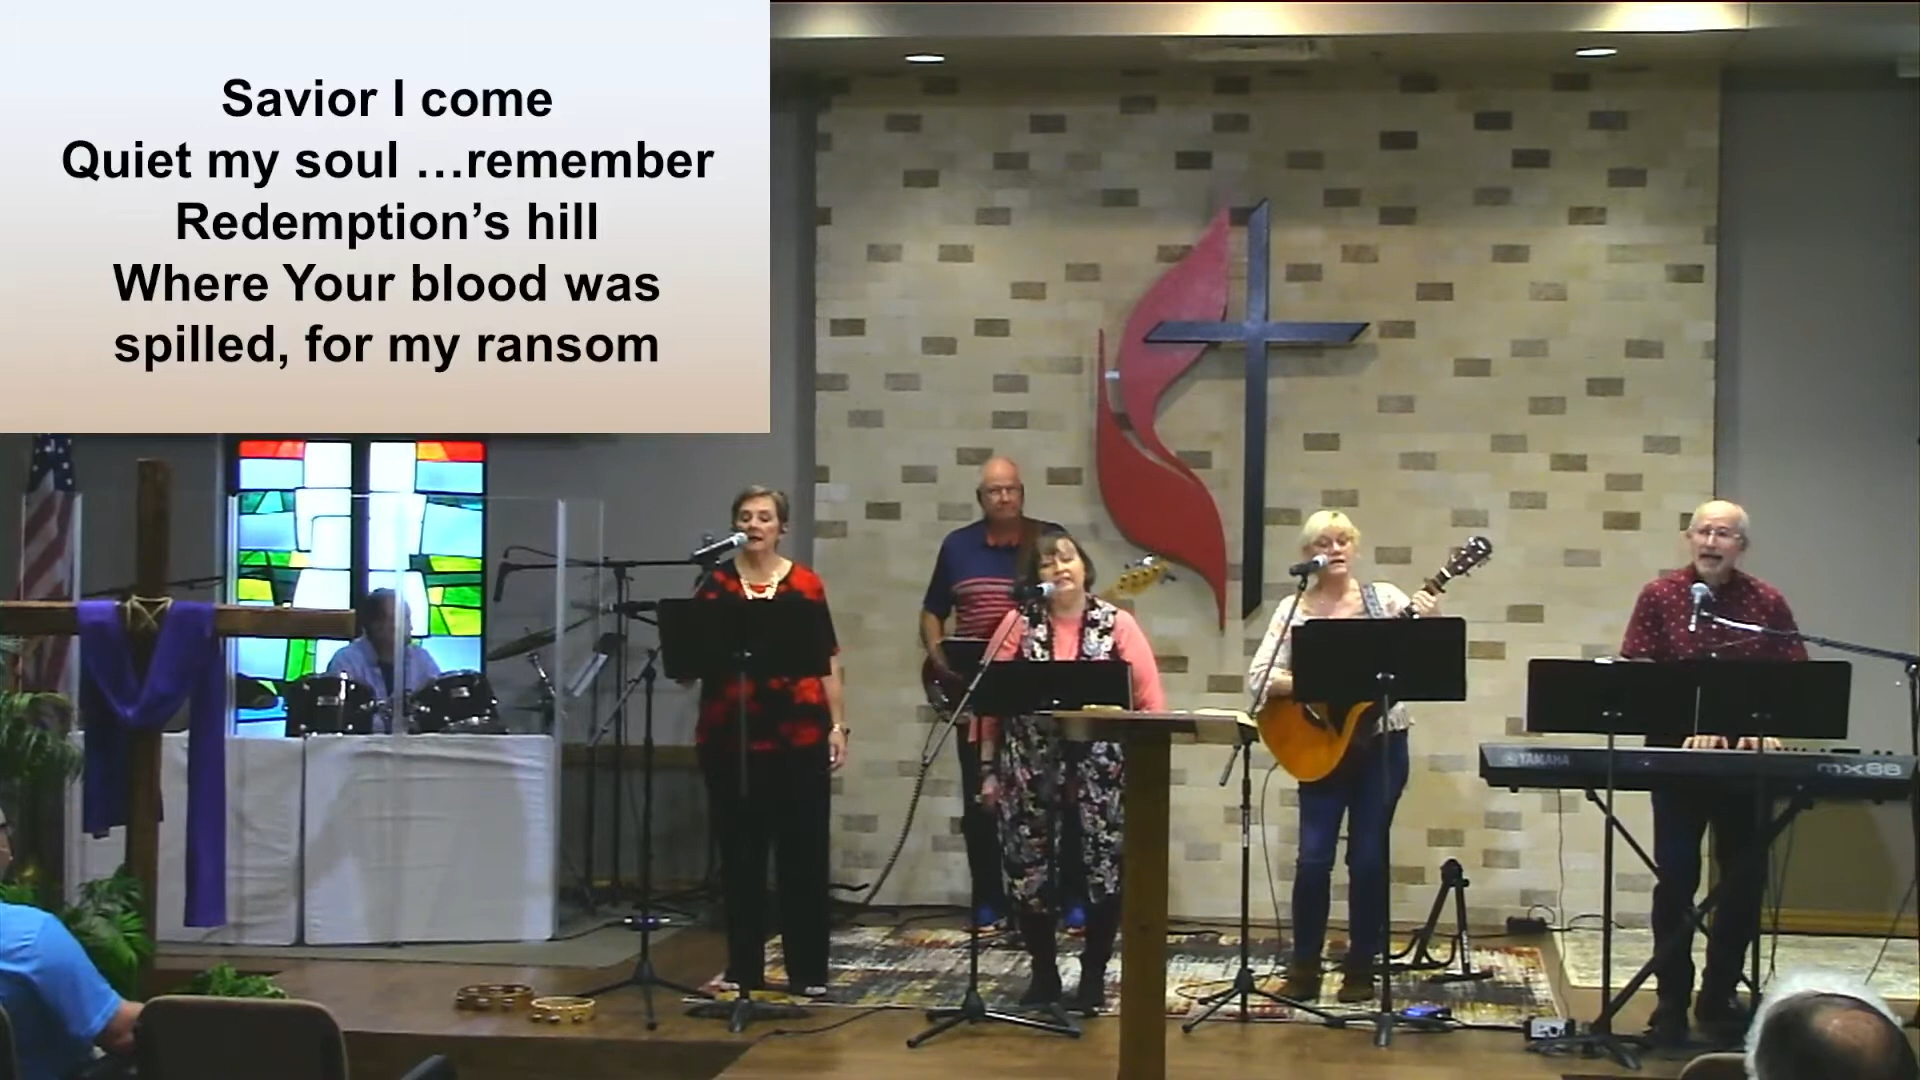 Savior I come
Quiet my soul …remember
Redemption’s hill
Where Your blood was
spilled, for my ransom
YAMAHA
mx88